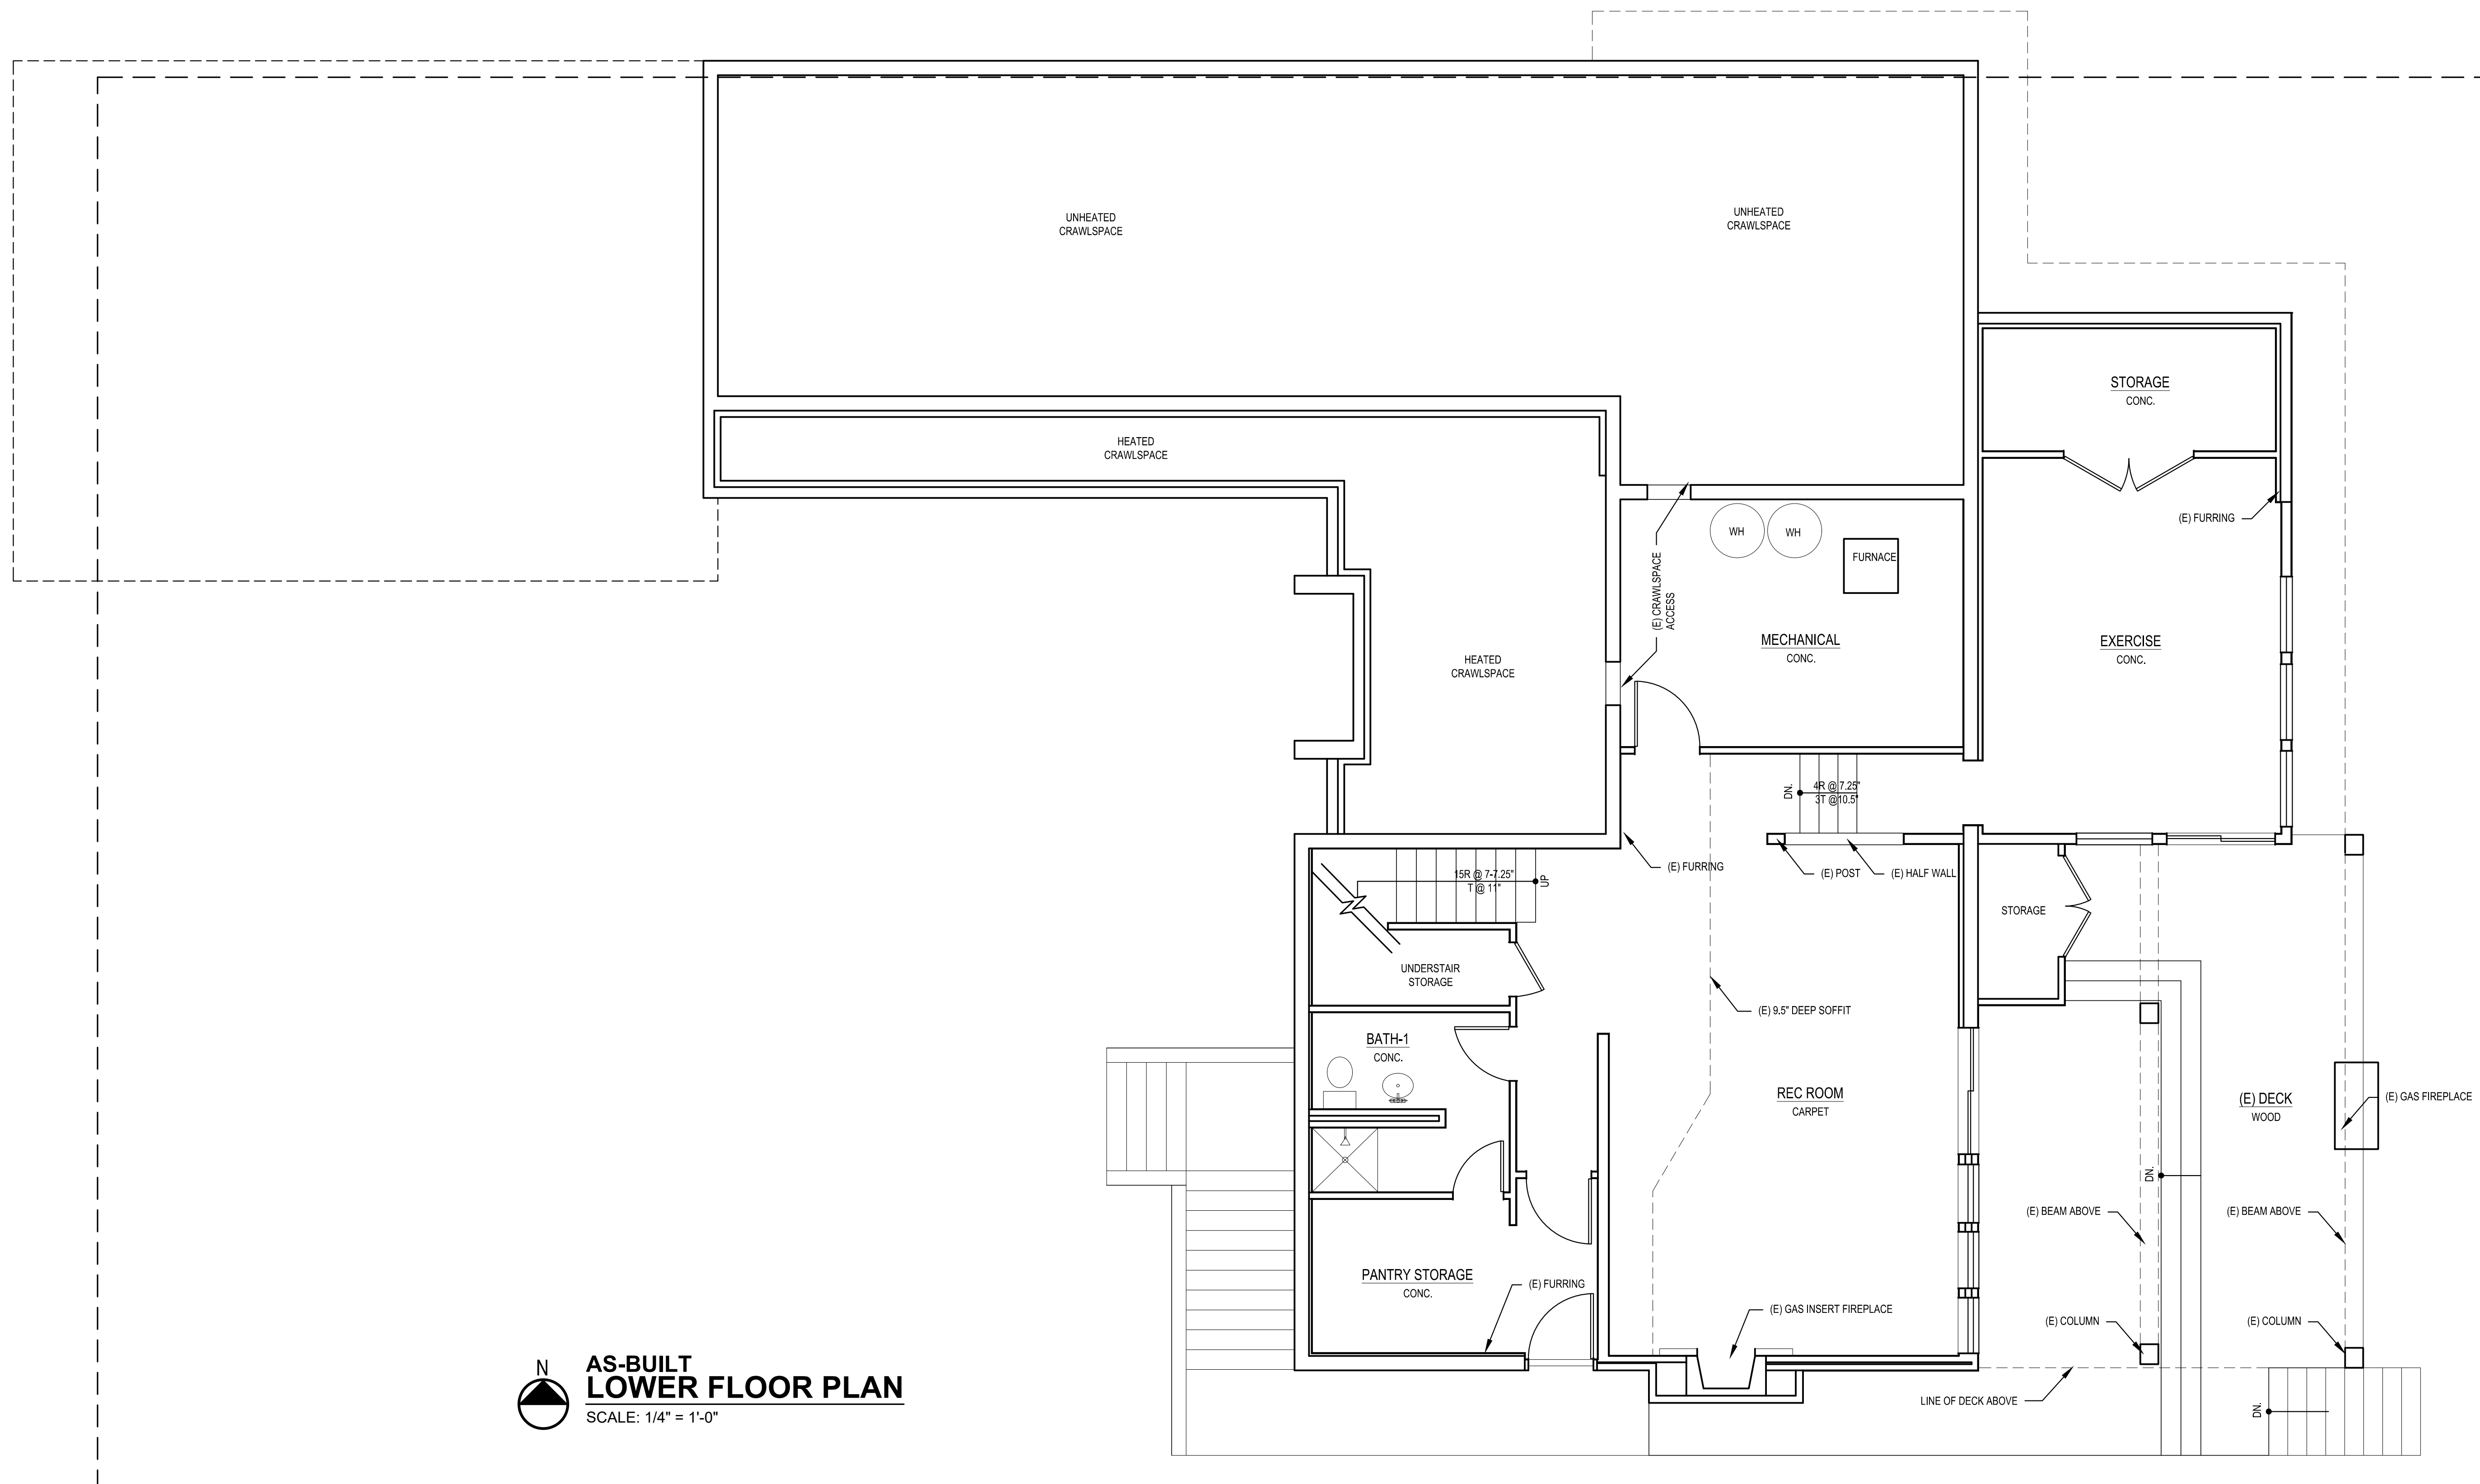 UNHEATED
CRAWLSPACE
UNHEATED
CRAWLSPACE
STORAGE
CONC.
HEATED
CRAWLSPACE
(E) FURRING
WH
WH
FURNACE
(E) CRAWLSPACE
ACCESS
MECHANICAL
CONC.
EXERCISE
CONC.
HEATED
CRAWLSPACE
DN.
4R @ 7.25"
3T @10.5"
(E) FURRING
(E) POST
(E) HALF WALL
15R @ 7-7.25"
T @ 11"
UP
STORAGE
UNDERSTAIR
STORAGE
(E) 9.5" DEEP SOFFIT
BATH-1
CONC.
REC ROOM
CARPET
(E) DECK
WOOD
(E) GAS FIREPLACE
DN.
(E) BEAM ABOVE
(E) BEAM ABOVE
PANTRY STORAGE
CONC.
(E) FURRING
(E) GAS INSERT FIREPLACE
(E) COLUMN
(E) COLUMN
LINE OF DECK ABOVE
DN.
N
AS-BUILT
LOWER FLOOR PLAN
SCALE: 1/4" = 1'-0"